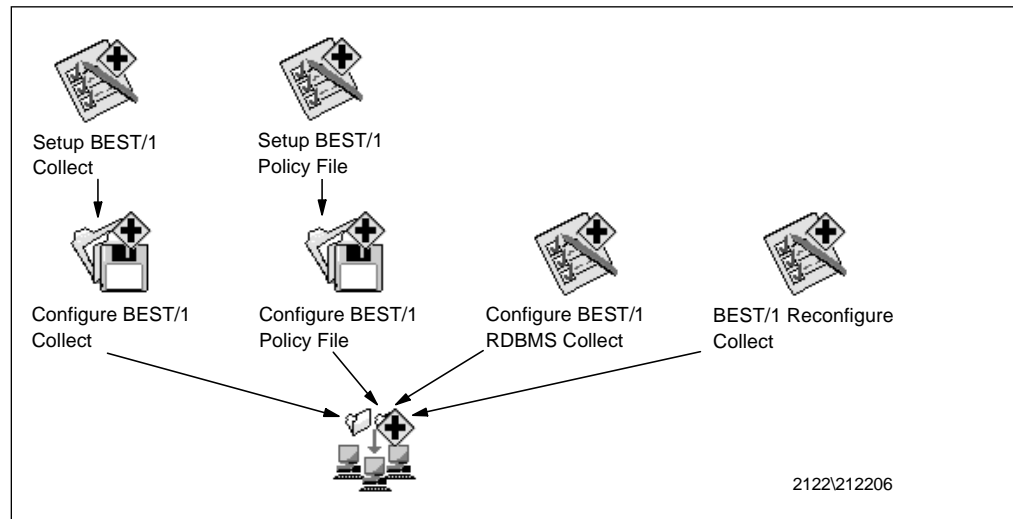 Setup BEST/1
Collect
Setup BEST/1
Policy File
Configure BEST/1
Collect
Configure BEST/1
Policy File
Configure BEST/1
RDBMS Collect
BEST/1 Reconfigure
Collect
2122\212206